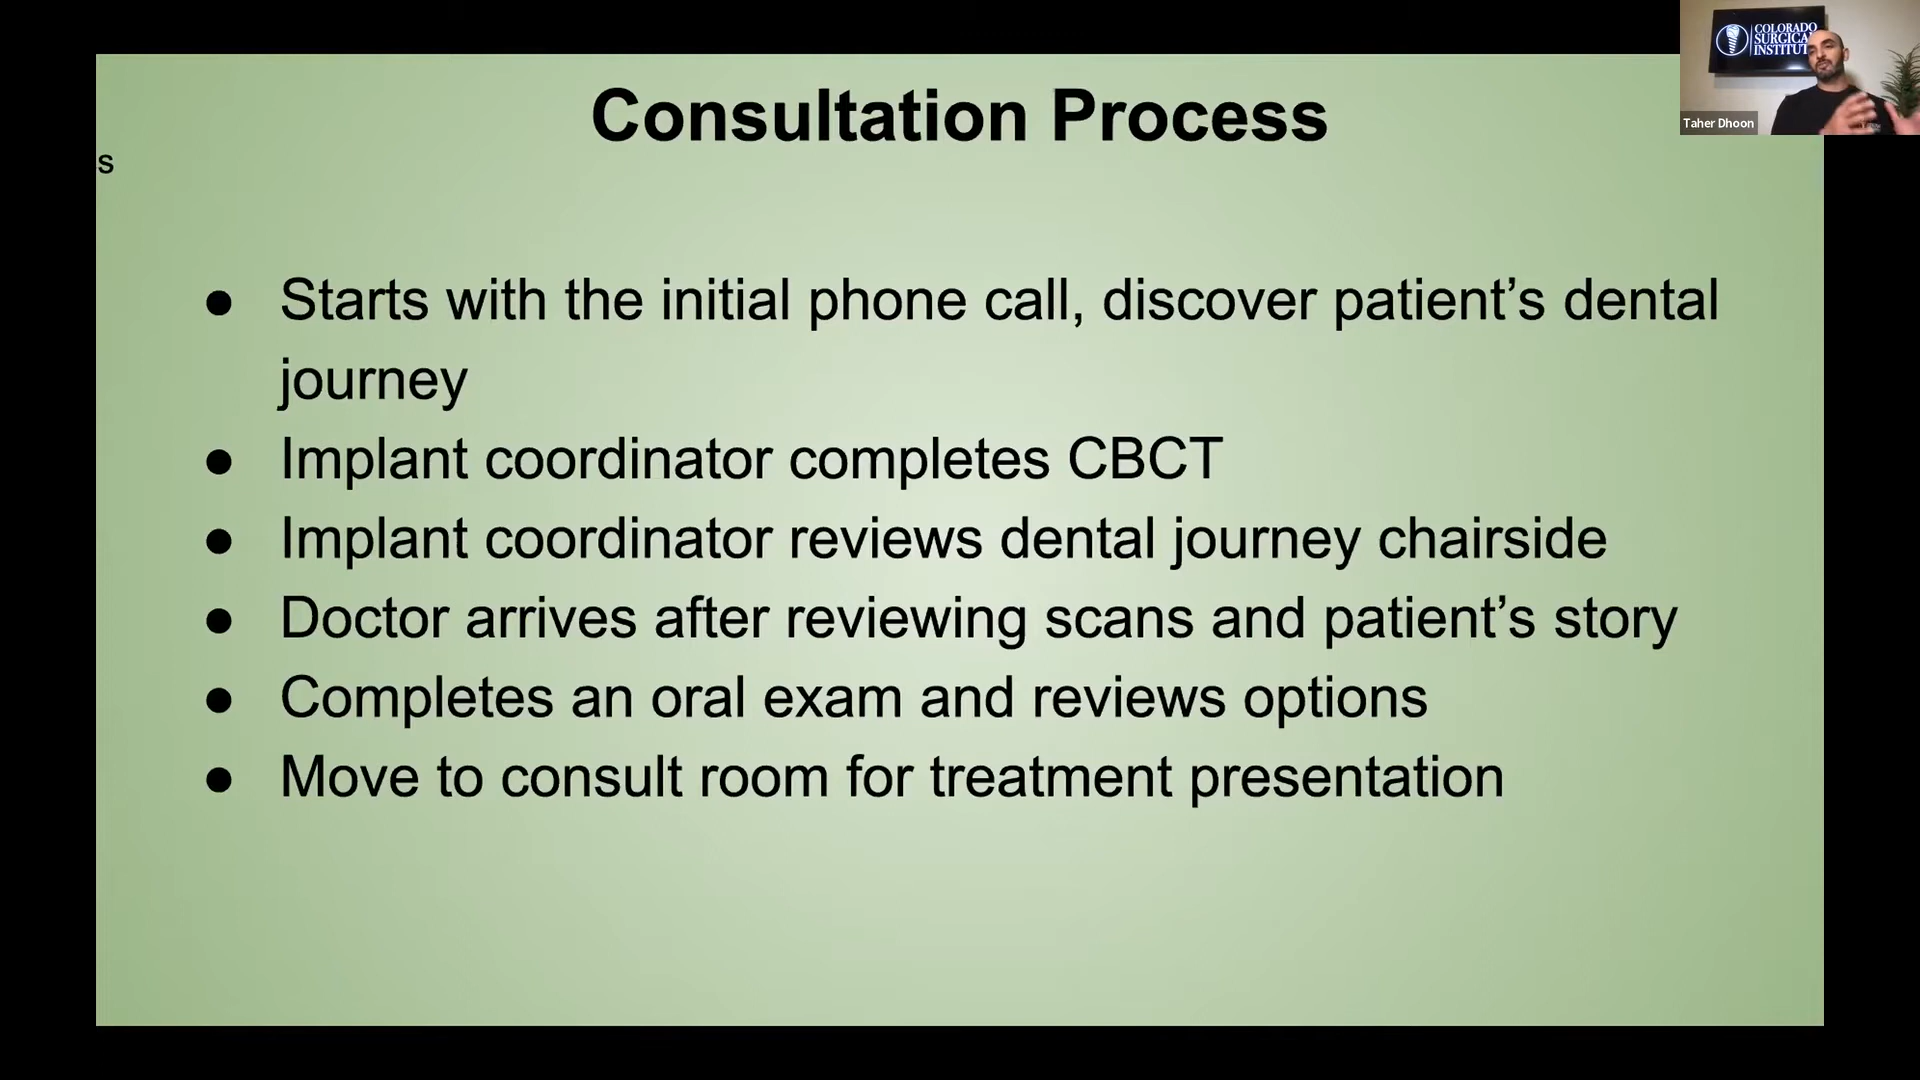 Consultation Process
s
● Starts with the initial phone call, discover patient’s dental
journey
● Implant coordinator completes CBCT
● Implant coordinator reviews dental journey chairside
● Doctor arrives after reviewing scans and patient’s story
● Completes an oral exam and reviews options
● Move to consult room for treatment presentation
COLORADO
SURGICAL
INSTITUT
Taher Dhoon